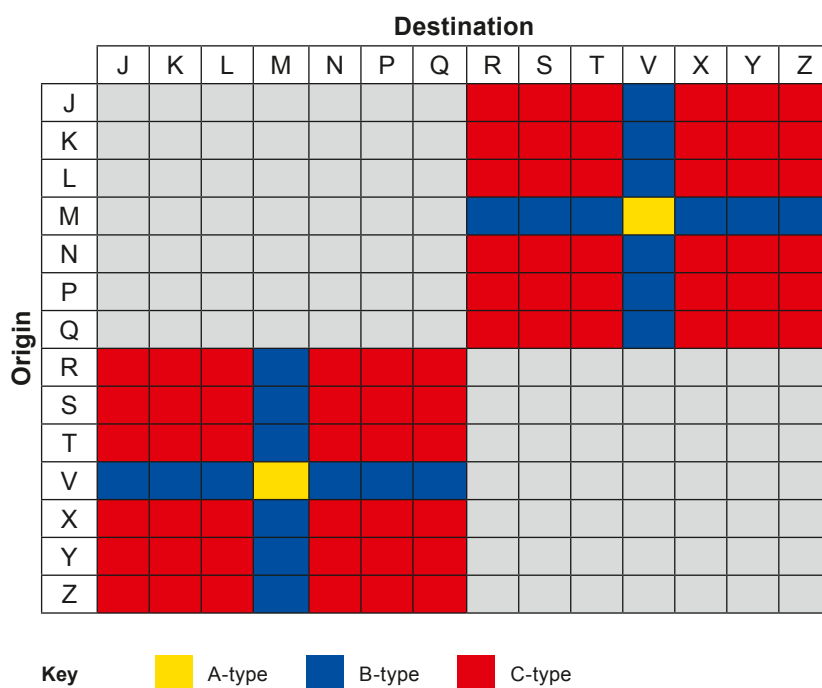 Destination
J K L M N P Q R S T V X Y Z
Origin
J
K
L
M
N
P
Q
R
S
T
V
X
Y
Z
Key A-type B-type C-type